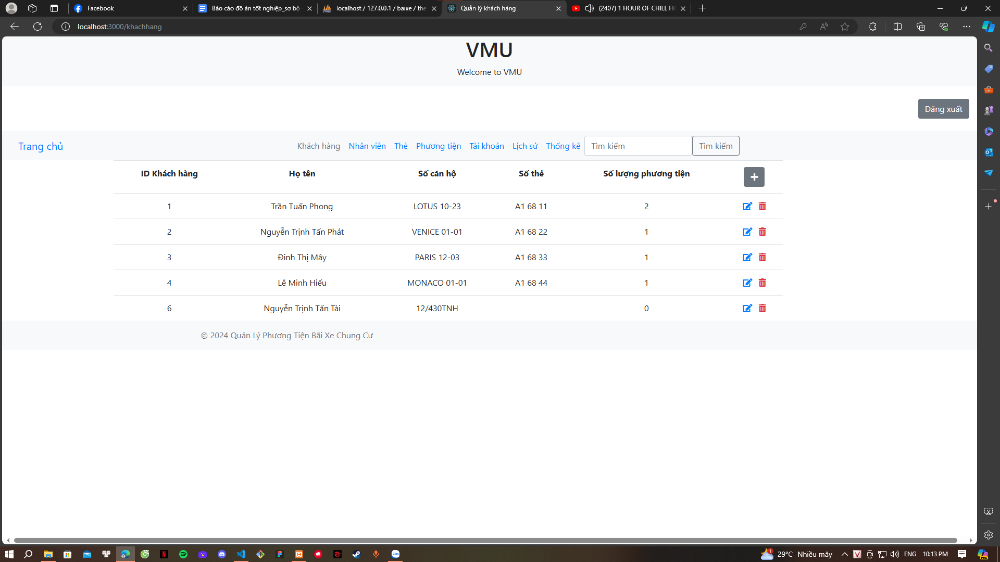 Facebook
Báo cáo đồ án tốt nghiệp_sơ bộ
localhost / 127.0.0.1 / baixe / the
Quản lý khách hàng
(2407) 1 HOUR OF CHILL FR
localhost:3000/khachhang
VMU
Welcome to VMU
Đăng xuất
Trang chủ Khách hàng Nhân viên Thẻ Phương tiện Tài khoản Lịch sử Thống kê Tìm kiếm Tìm kiếm
ID Khách hàng Họ tên Số căn hộ Số thẻ Số lượng phương tiện
1 Trần Tuấn Phong LOTUS 10-23 A1 68 11 2
2 Nguyễn Trịnh Tấn Phát VENICE 01-01 A1 68 22 1
3 Đinh Thị Mây PARIS 12-03 A1 68 33 1
4 Lê Minh Hiếu MONACO 01-01 A1 68 44 1
6 Nguyễn Trịnh Tấn Tài 12/430TNH 0
© 2024 Quản Lý Phương Tiện Bãi Xe Chung Cư
29°C Nhiều mây ENG 10:13 PM